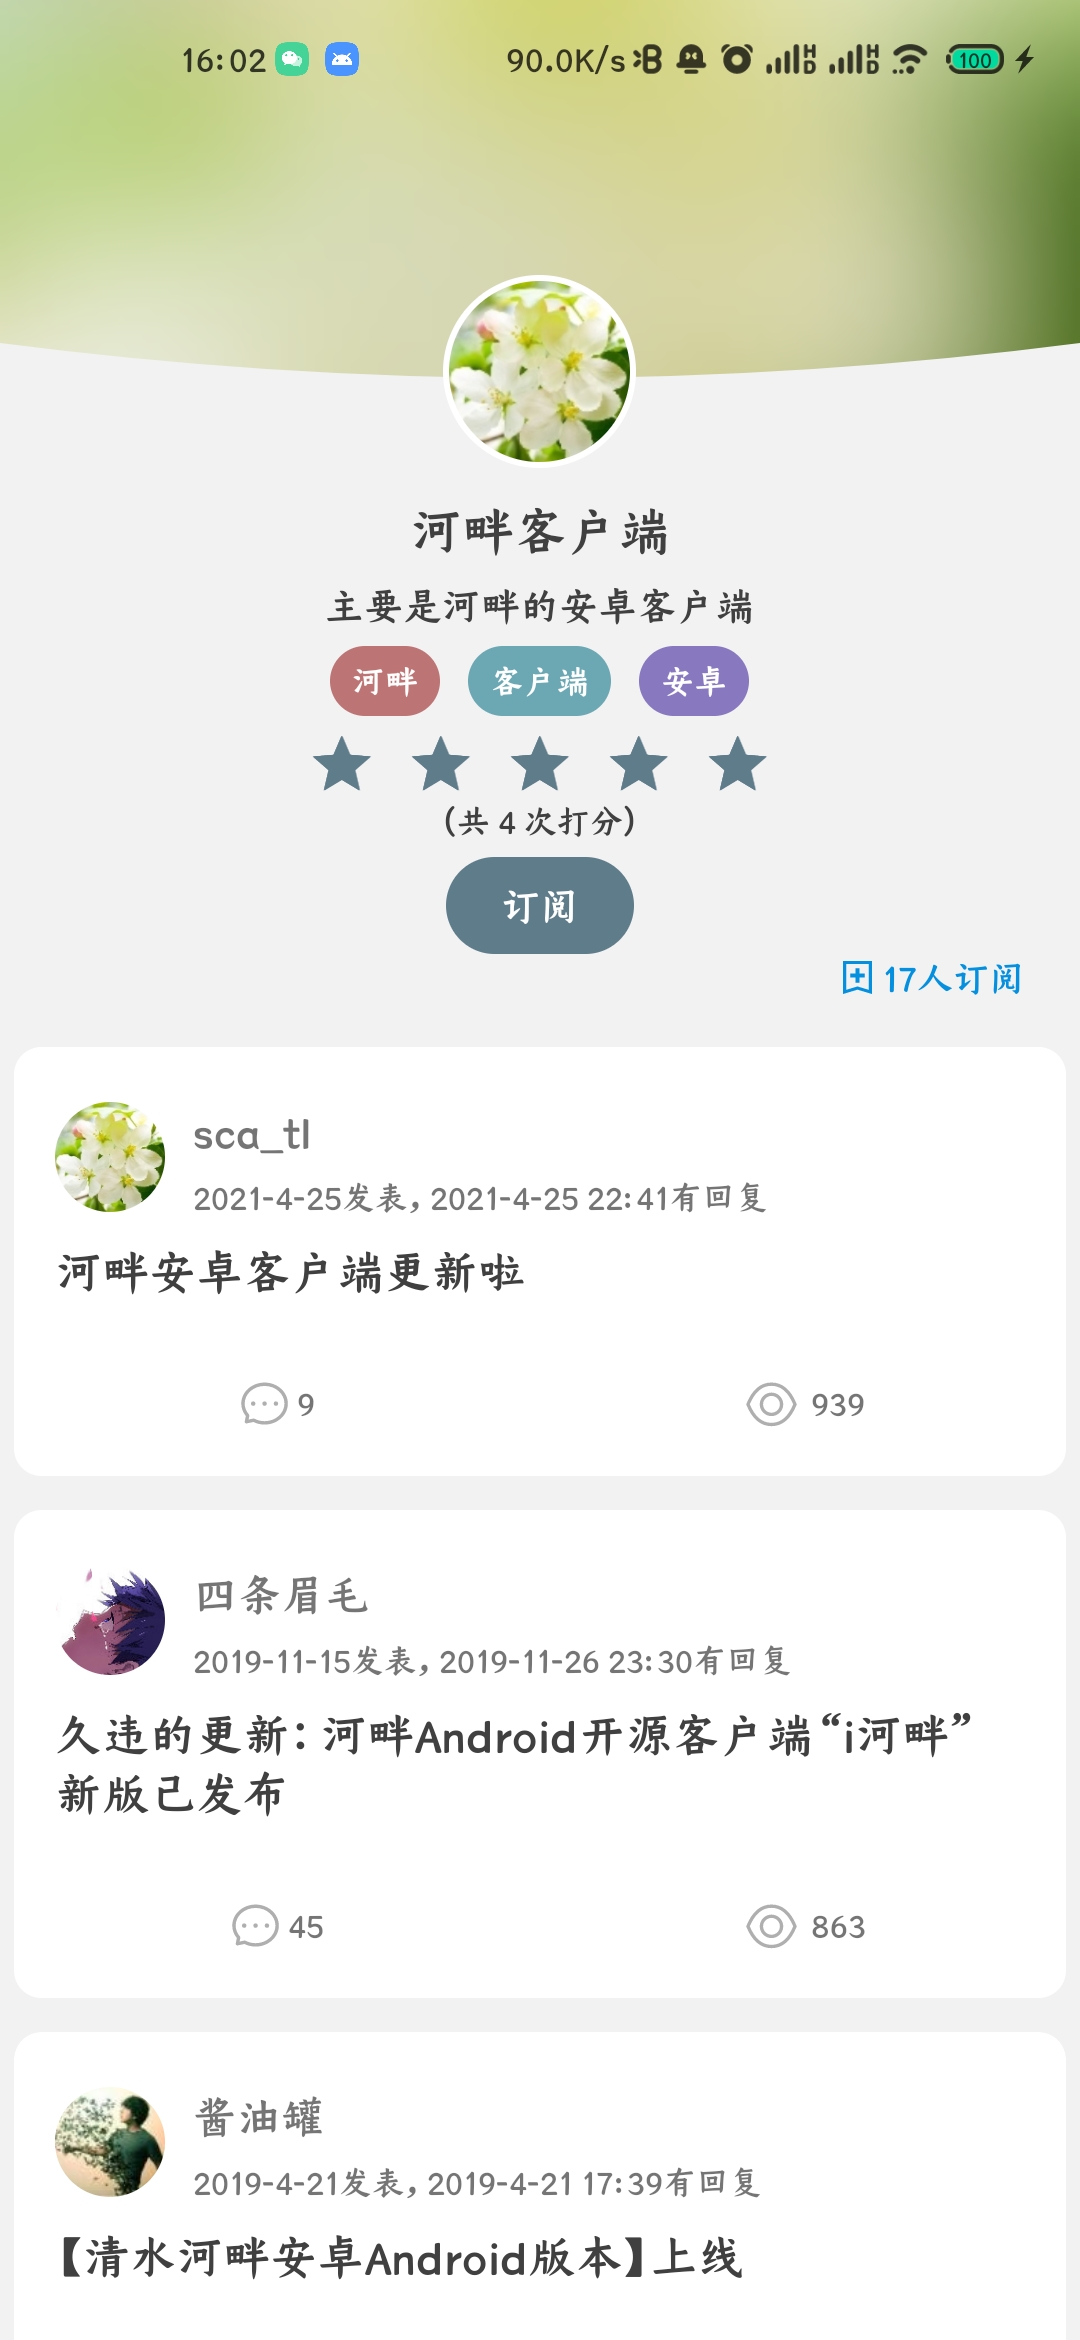 16:02 90.0K/s HD HD 100
河畔客户端
主要是河畔的安卓客户端
河畔 客户端 安卓
(共 4 次打分)
订阅
17人订阅
sca_tl
2021-4-25发表, 2021-4-25 22:41有回复
河畔安卓客户端更新啦
9 939
四条眉毛
2019-11-15发表, 2019-11-26 23:30有回复
久违的更新：河畔Android开源客户端“i河畔”
新版已发布
45 863
酱油罐
2019-4-21发表, 2019-4-21 17:39有回复
【清水河畔安卓Android版本】上线